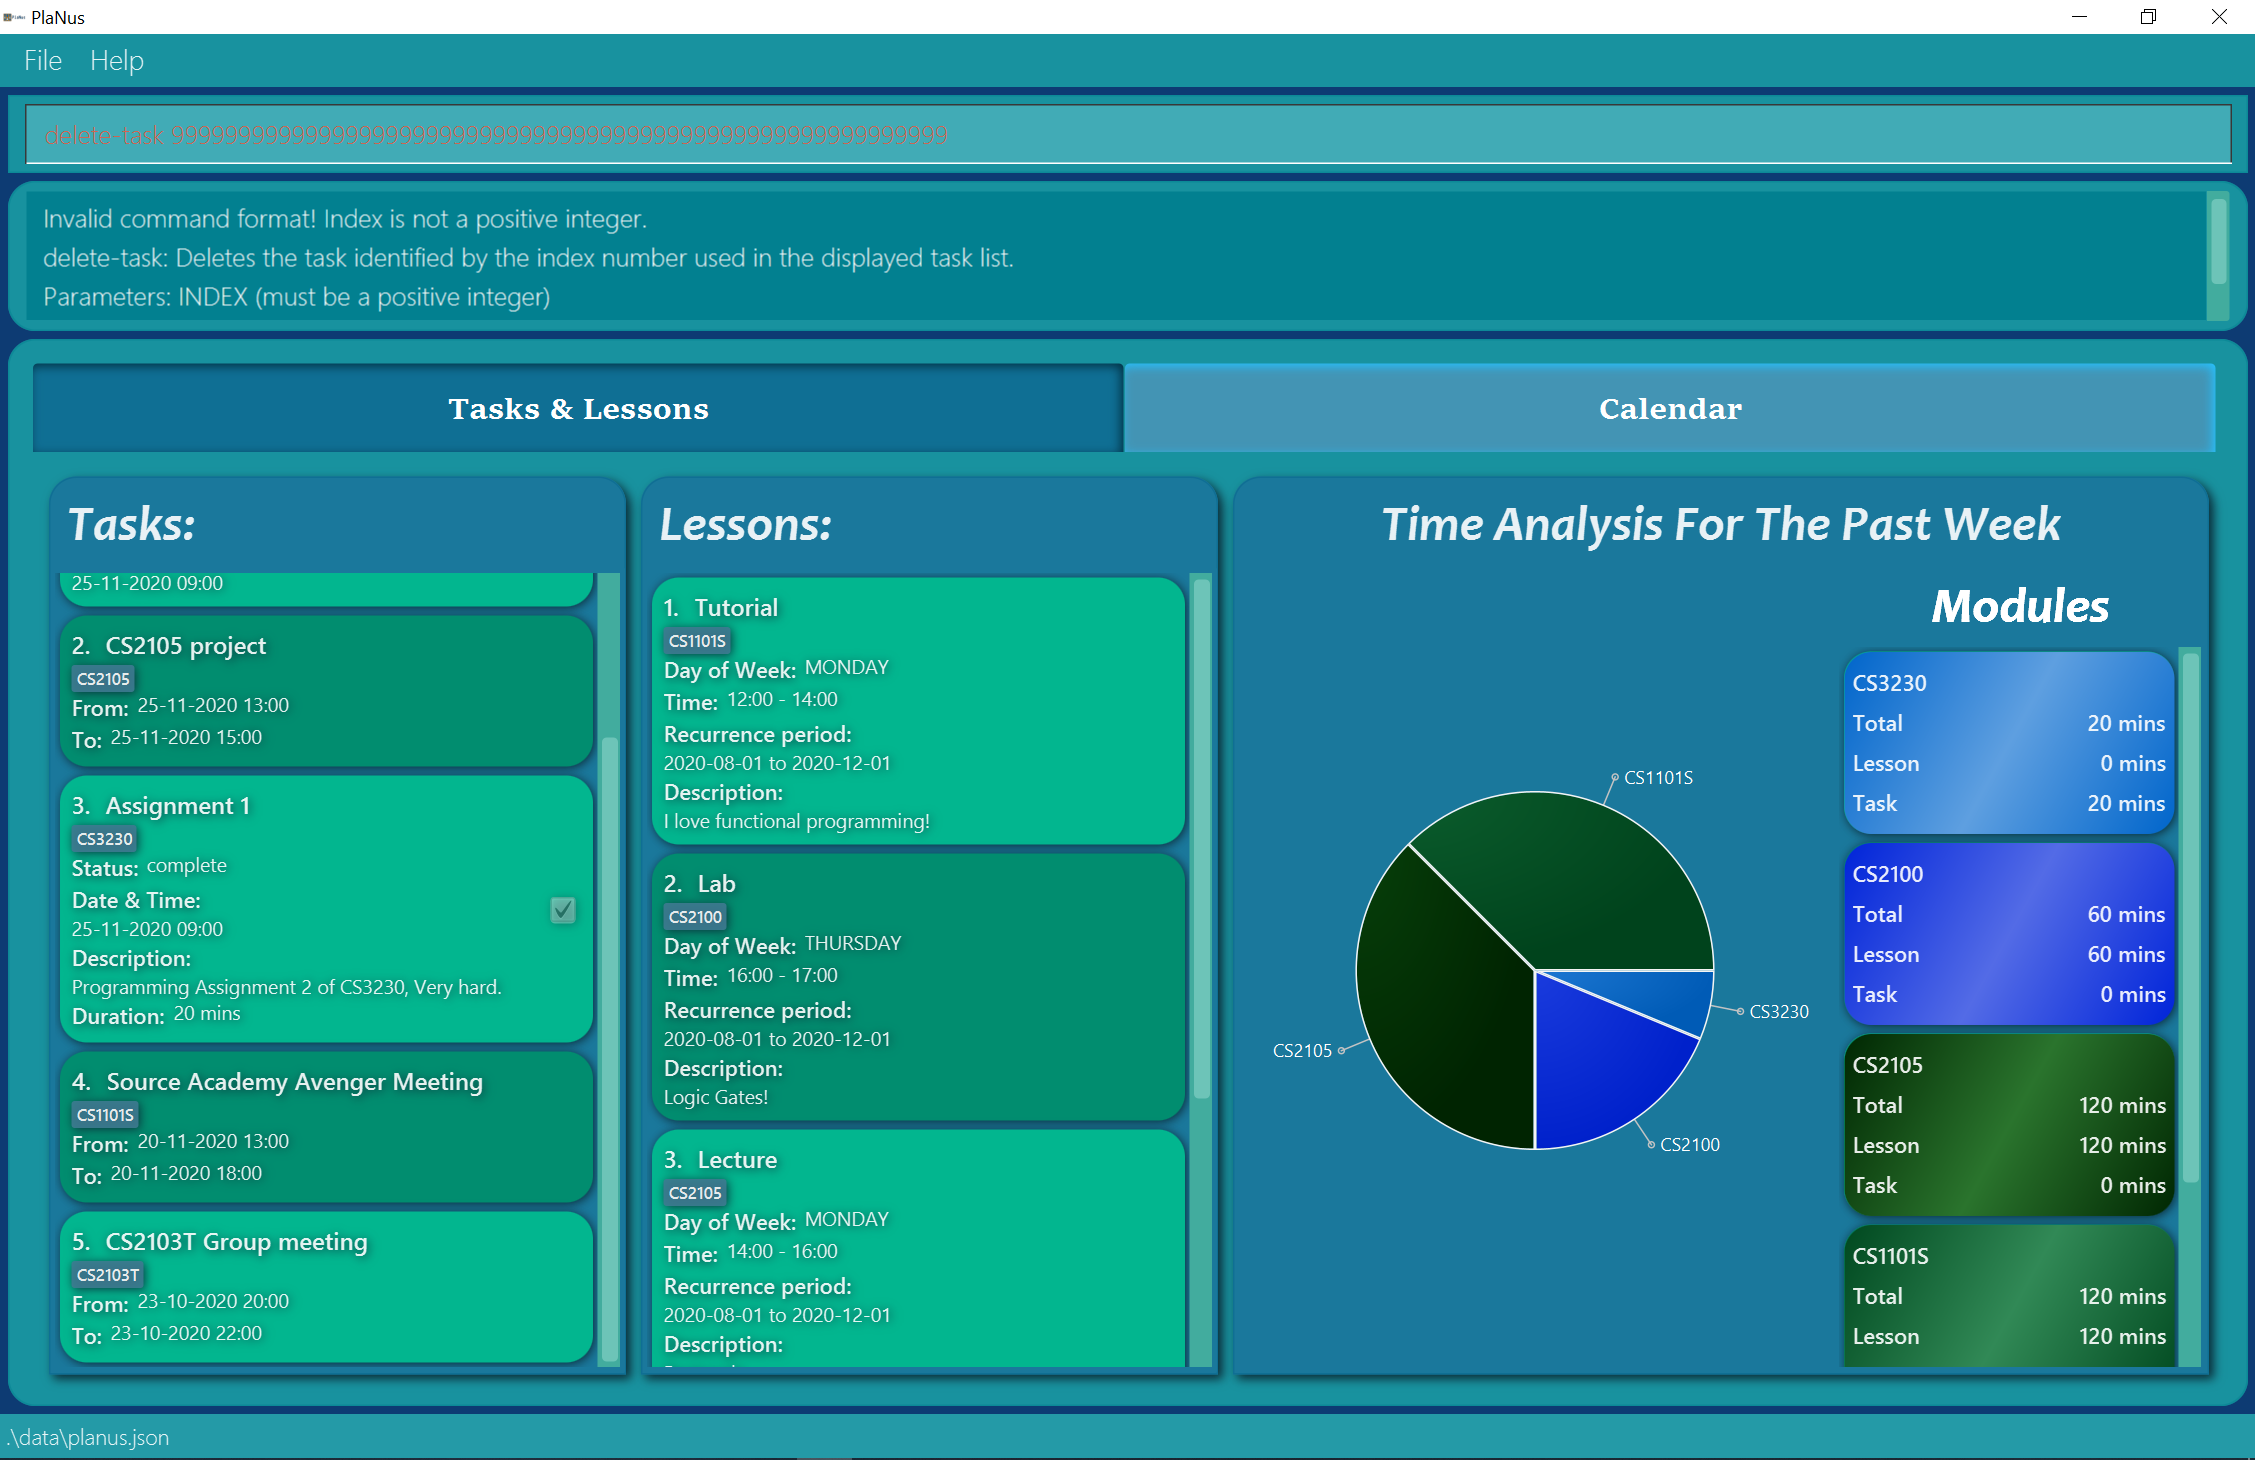 PlaNus
File Help
delete-task 9999999999999999999999999999999999999999999999999999999999
Invalid command format! Index is not a positive integer.
delete-task: Deletes the task identified by the index number used in the displayed task list.
Parameters: INDEX (must be a positive integer)
Tasks & Lessons
Calendar
Tasks:
25-11-2020 09:00
2. CS2105 project
CS2105
From: 25-11-2020 13:00
To: 25-11-2020 15:00
3. Assignment 1
CS3230
Status: complete
Date & Time:
25-11-2020 09:00
Description:
Programming Assignment 2 of CS3230, Very hard.
Duration: 20 mins
4. Source Academy Avenger Meeting
CS1101S
From: 20-11-2020 13:00
To: 20-11-2020 18:00
5. CS2103T Group meeting
CS2103T
From: 23-10-2020 20:00
To: 23-10-2020 22:00
Lessons:
1. Tutorial
CS1101S
Day of Week: MONDAY
Time: 12:00 - 14:00
Recurrence period:
2020-08-01 to 2020-12-01
Description:
I love functional programming!
2. Lab
CS2100
Day of Week: THURSDAY
Time: 16:00 - 17:00
Recurrence period:
2020-08-01 to 2020-12-01
Description:
Logic Gates!
3. Lecture
CS2105
Day of Week: MONDAY
Time: 14:00 - 16:00
Recurrence period:
2020-08-01 to 2020-12-01
Description:
Time Analysis For The Past Week
CS1101S
CS3230
CS2105
CS2100
Modules
CS3230
Total 20 mins
Lesson 0 mins
Task 20 mins
CS2100
Total 60 mins
Lesson 60 mins
Task 0 mins
CS2105
Total 120 mins
Lesson 120 mins
Task 0 mins
CS1101S
Total 120 mins
Lesson 120 mins
.\data\planus.json